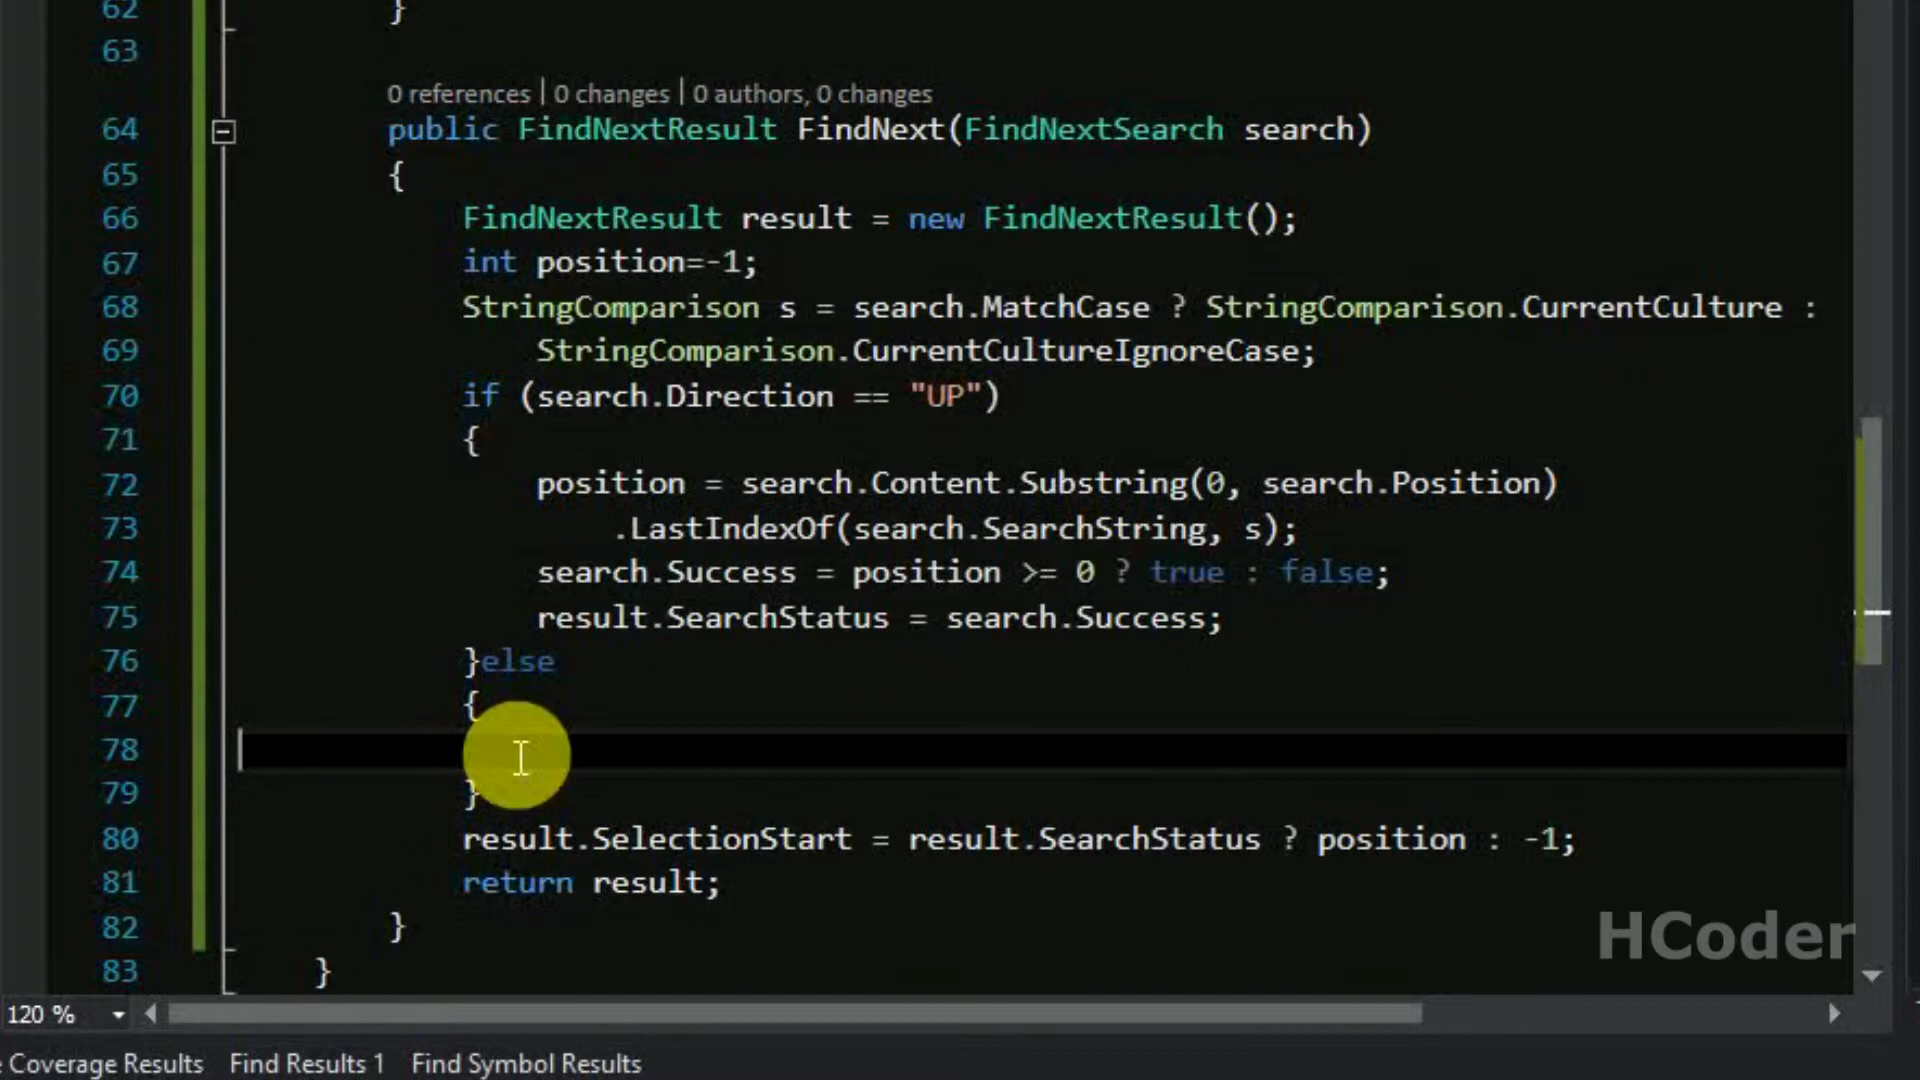 62 }
63
0 references | 0 changes | 0 authors, 0 changes
64 public FindNextResult FindNext(FindNextSearch search)
65 {
66 FindNextResult result = new FindNextResult();
67 int position=-1;
68 StringComparison s = search.MatchCase ? StringComparison.CurrentCulture :
69 StringComparison.CurrentCultureIgnoreCase;
70 if (search.Direction == "UP")
71 {
72 position = search.Content.Substring(0, search.Position)
73 .LastIndexOf(search.SearchString, s);
74 search.Success = position >= 0 ? true : false;
75 result.SearchStatus = search.Success;
76 }else
77 {
78
79 }
80 result.SelectionStart = result.SearchStatus ? position : -1;
81 return result;
82 }
HCoder
83 }
120 %
Coverage Results Find Results 1 Find Symbol Results